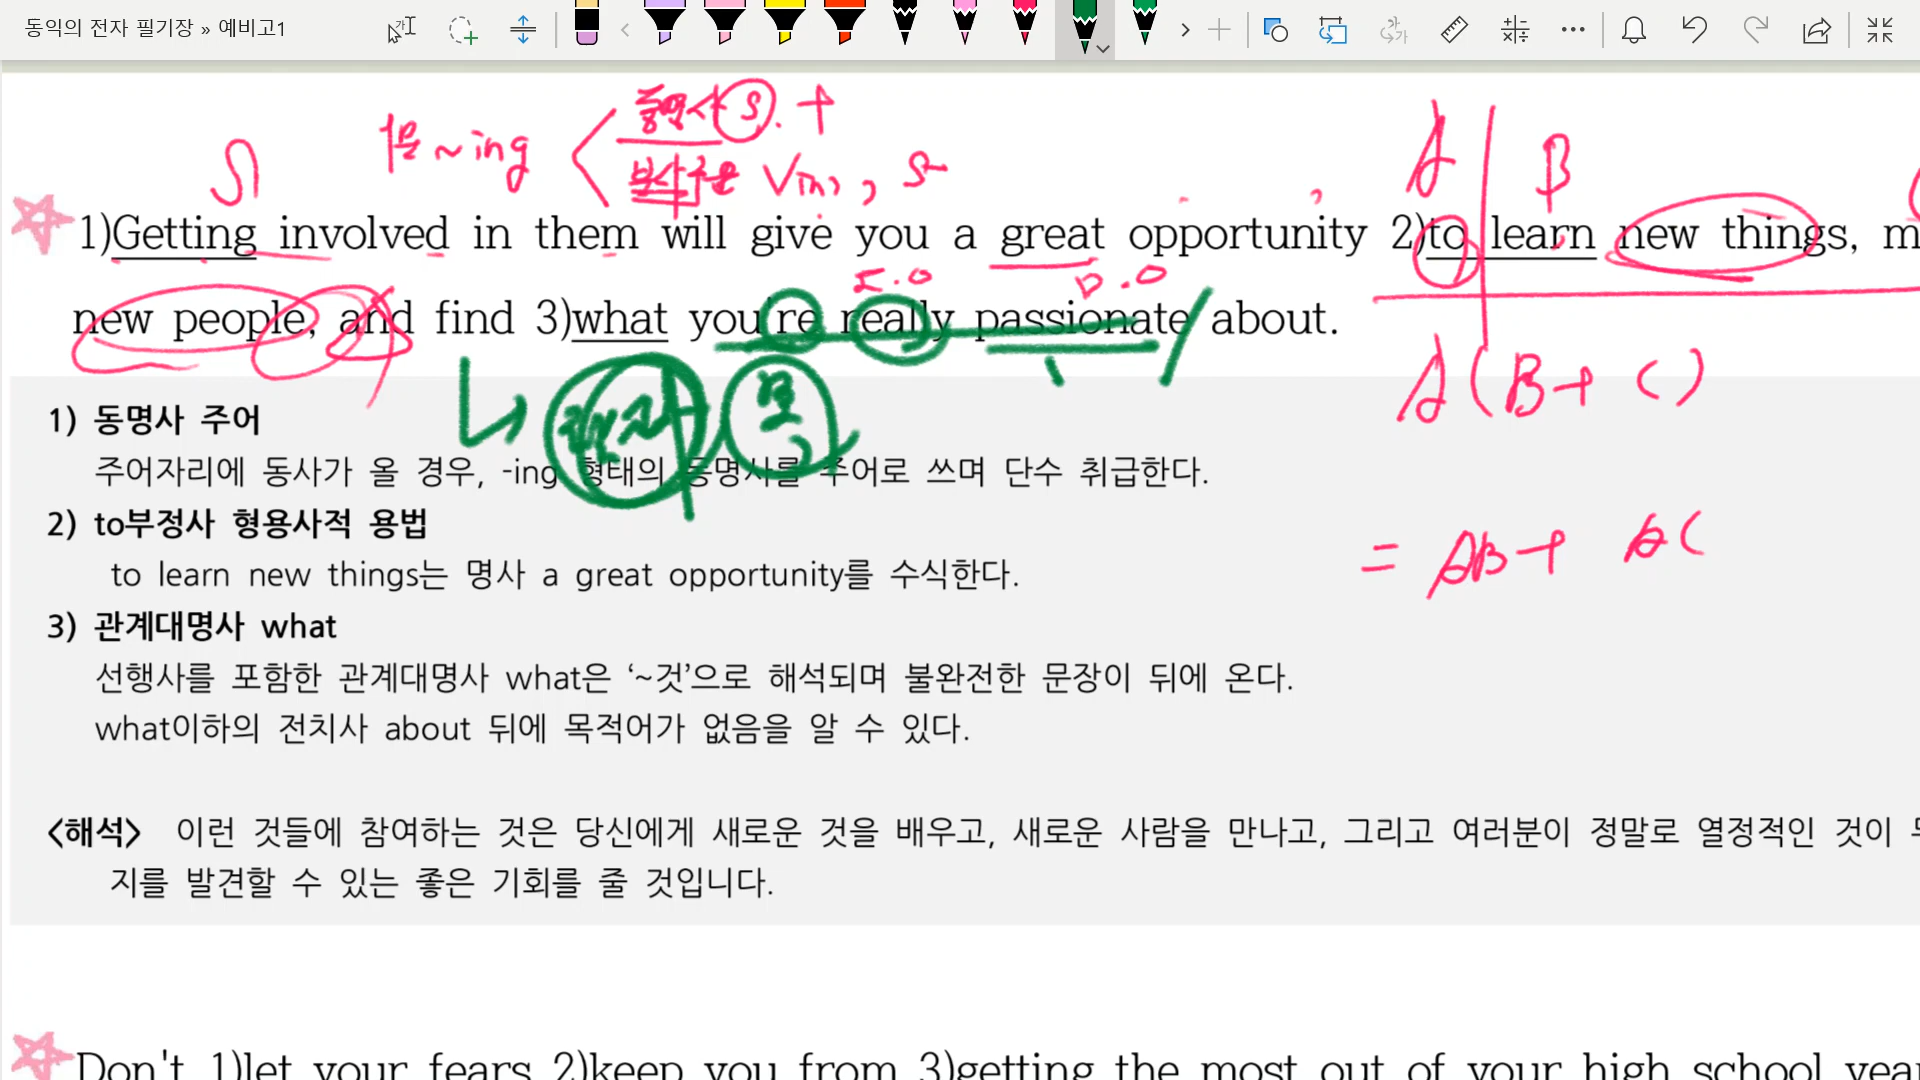 동익의 전자 필기장 » 예비고1
S
문 ~ing
동명사 S. +
분사구문 Ving, S
A B
1)Getting involved in them will give you a great opportunity 2)to learn new things, m
I.O D.O
new people, and find 3)what you're really passionate about.
A(B+C)
1) 동명사 주어
주어자리에 동사가 올 경우, -ing 형태의 동명사를 주어로 쓰며 단수 취급한다.
2) to부정사 형용사적 용법
= AB+ AC
to learn new things는 명사 a great opportunity를 수식한다.
3) 관계대명사 what
선행사를 포함한 관계대명사 what은 ‘~것’으로 해석되며 불완전한 문장이 뒤에 온다.
what이하의 전치사 about 뒤에 목적어가 없음을 알 수 있다.
<해석> 이런 것들에 참여하는 것은 당신에게 새로운 것을 배우고, 새로운 사람을 만나고, 그리고 여러분이 정말로 열정적인 것이
지를 발견할 수 있는 좋은 기회를 줄 것입니다.
Don't 1)let your fears 2)keep you from 3)getting the most out of your high school year